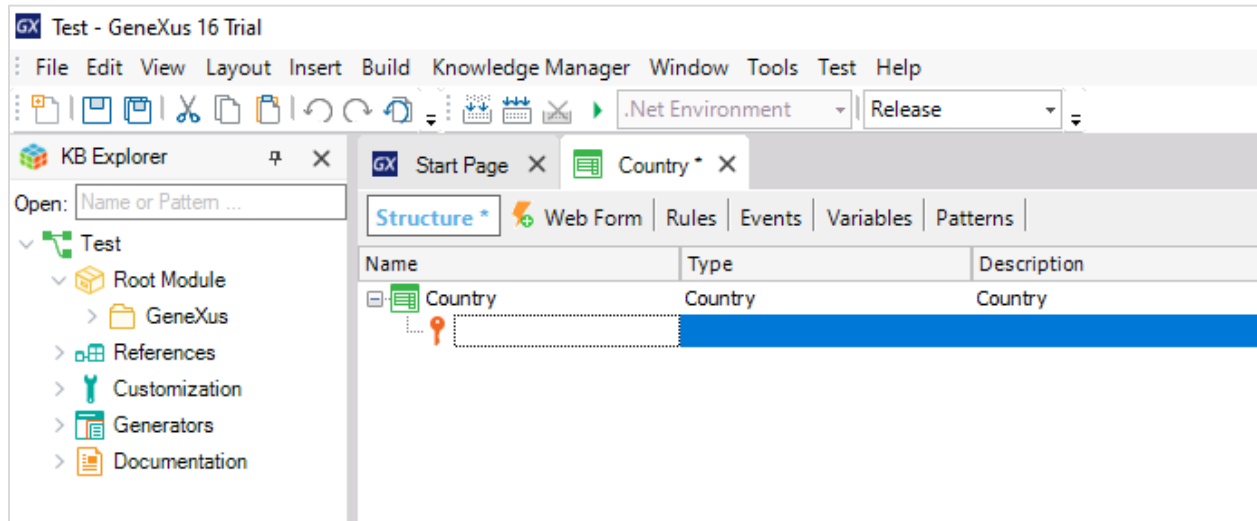 GX Test - GeneXus 16 Trial
File Edit View Layout Insert Build Knowledge Manager Window Tools Test Help
.Net Environment Release
KB Explorer
GX Start Page Country *
Open: Name or Pattern ...
Structure * Web Form Rules Events Variables Patterns
Test
Name Type Description
Root Module
Country Country Country
GeneXus
References
Customization
Generators
Documentation